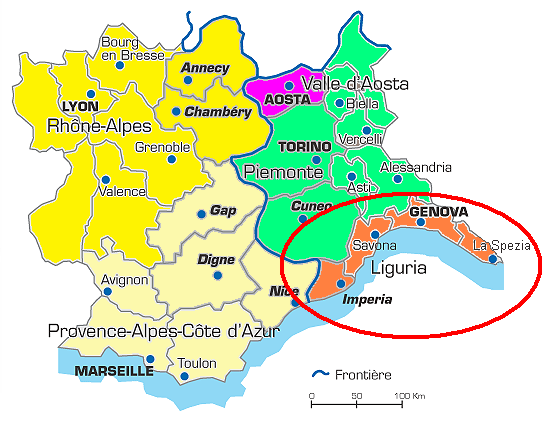 Bourg
en Bresse
Annecy
LYON
Chambéry
Rhône-Alpes
Grenoble
Valence
AOSTA
Valle d'Aosta
Biella
Vercelli
TORINO
Piemonte
Asti
Alessandria
Cuneo
Gap
Digne
Avignon
Nice
Provence-Alpes-Côte d'Azur
MARSEILLE
Toulon
GENOVA
Savona
La Spezia
Liguria
Imperia
Frontière
0 50 100 Km